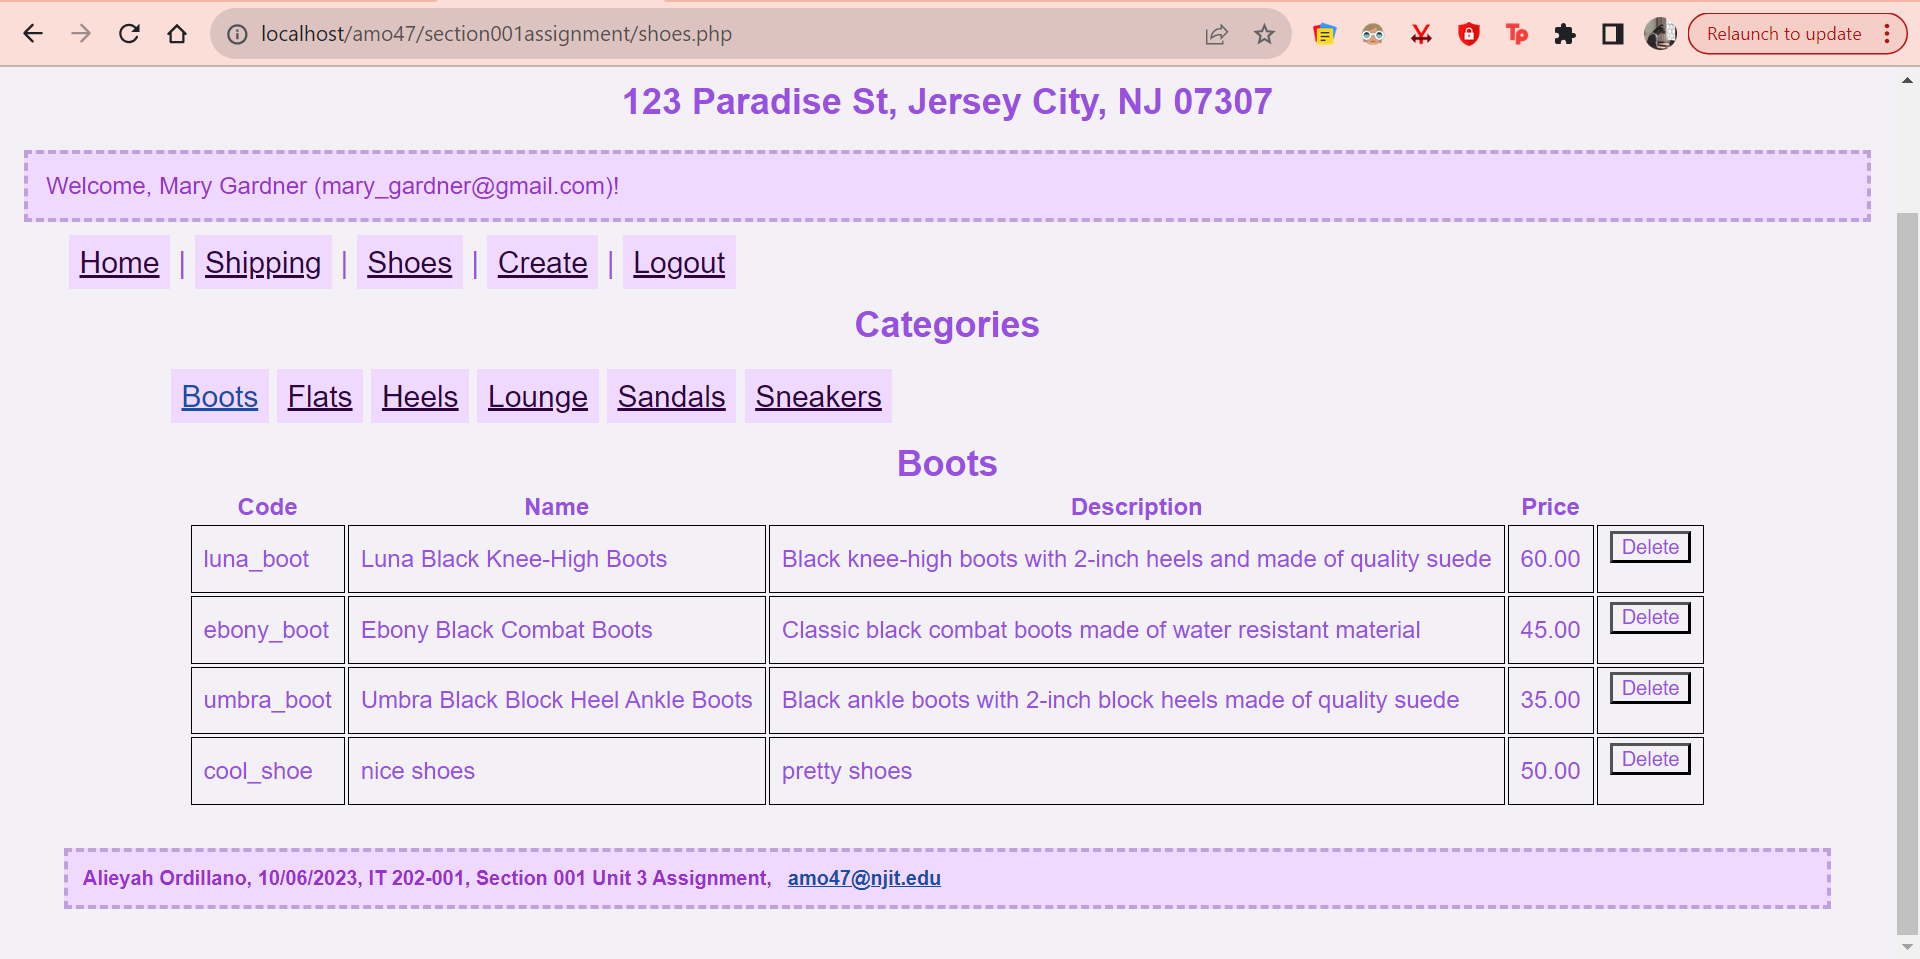 localhost/amo47/section001assignment/shoes.php Tp Relaunch to update
123 Paradise St, Jersey City, NJ 07307
Welcome, Mary Gardner (mary_gardner@gmail.com)!
Home | Shipping | Shoes | Create | Logout
Categories
Boots Flats Heels Lounge Sandals Sneakers
Boots
Code Name Description Price
luna_boot Luna Black Knee-High Boots Black knee-high boots with 2-inch heels and made of quality suede 60.00 Delete
ebony_boot Ebony Black Combat Boots Classic black combat boots made of water resistant material 45.00 Delete
umbra_boot Umbra Black Block Heel Ankle Boots Black ankle boots with 2-inch block heels made of quality suede 35.00 Delete
cool_shoe nice shoes pretty shoes 50.00 Delete
Alieyah Ordillano, 10/06/2023, IT 202-001, Section 001 Unit 3 Assignment, amo47@njit.edu